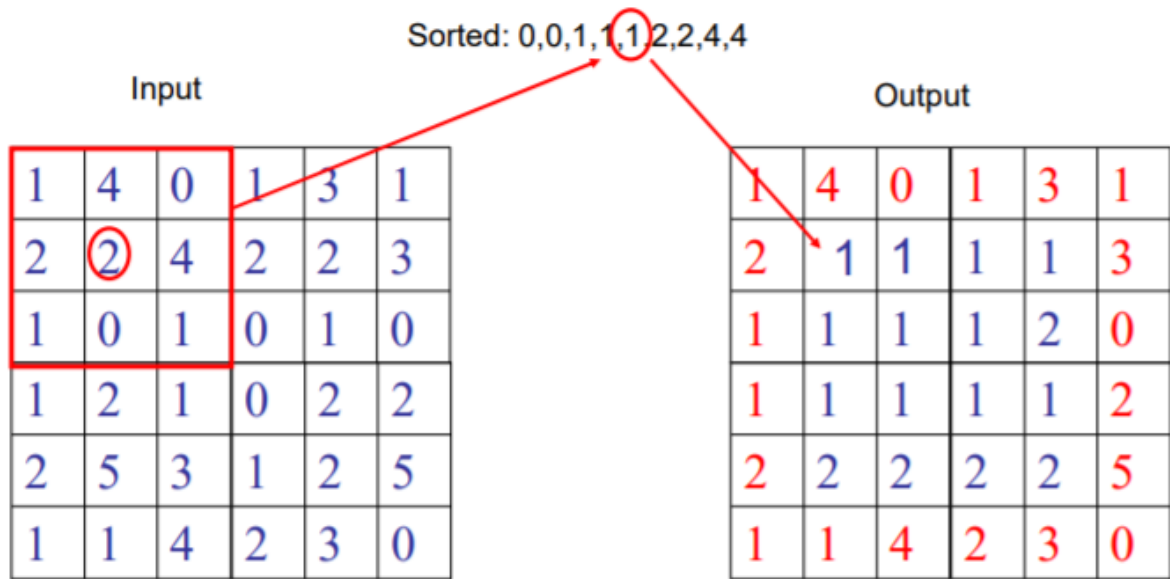 Sorted: 0,0,1,1,1,2,2,4,4
Input
Output
1 4 0 1 3 1
2 2 4 2 2 3
1 0 1 0 1 0
1 2 1 0 2 2
2 5 3 1 2 5
1 1 4 2 3 0
1 4 0 1 3 1
2 1 1 1 1 3
1 1 1 1 2 0
1 1 1 1 1 2
2 2 2 2 2 5
1 1 4 2 3 0